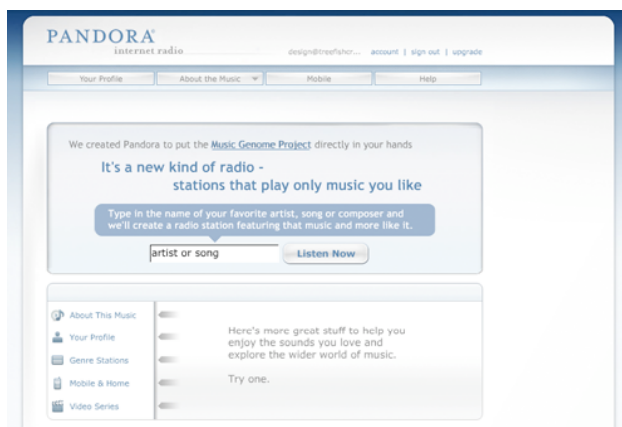 PANDORA®
internet radio
design@treefisher... account | sign out | upgrade
Your Profile About the Music Mobile Help
We created Pandora to put the Music Genome Project directly in your hands
It's a new kind of radio -
stations that play only music you like
Type in the name of your favorite artist, song or composer and
we'll create a radio station featuring that music and more like it.
artist or song Listen Now
About This Music
Your Profile
Genre Stations
Mobile & Home
Video Series
Here's more great stuff to help you
enjoy the sounds you love and
explore the wider world of music.
Try one.